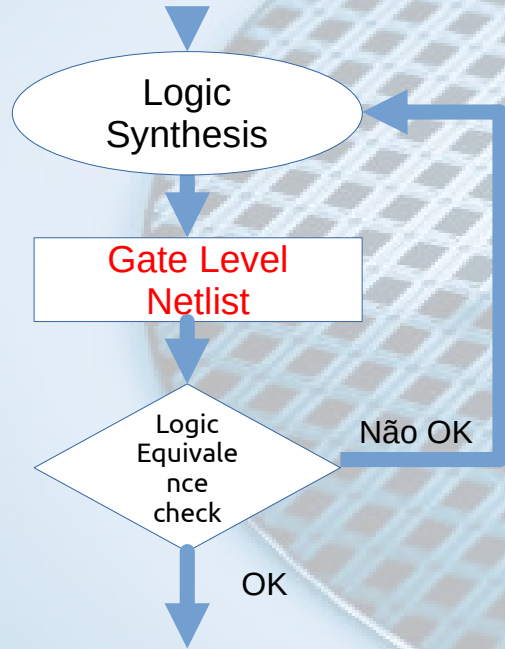 Logic
Synthesis
Gate Level
Netlist
Logic
Equivale
nce
check
Não OK
OK